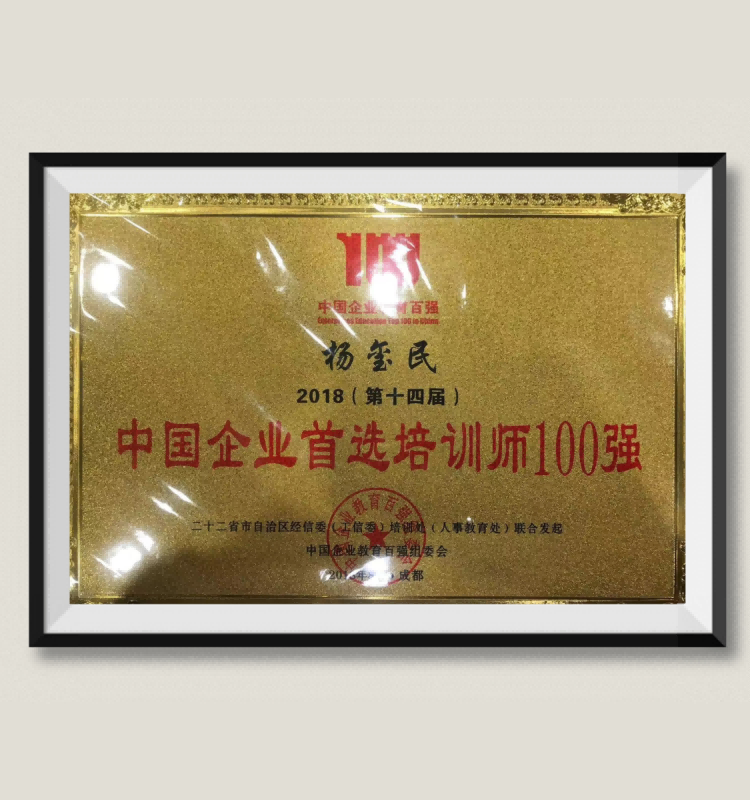 100
中国企业教育百强
杨玺民
2018（第十四届）
中国企业首选培训师100强
二十二省市自治区经信委（工信委）培训处（人事教育处）联合发起
中国企业教育百强组委会
成都